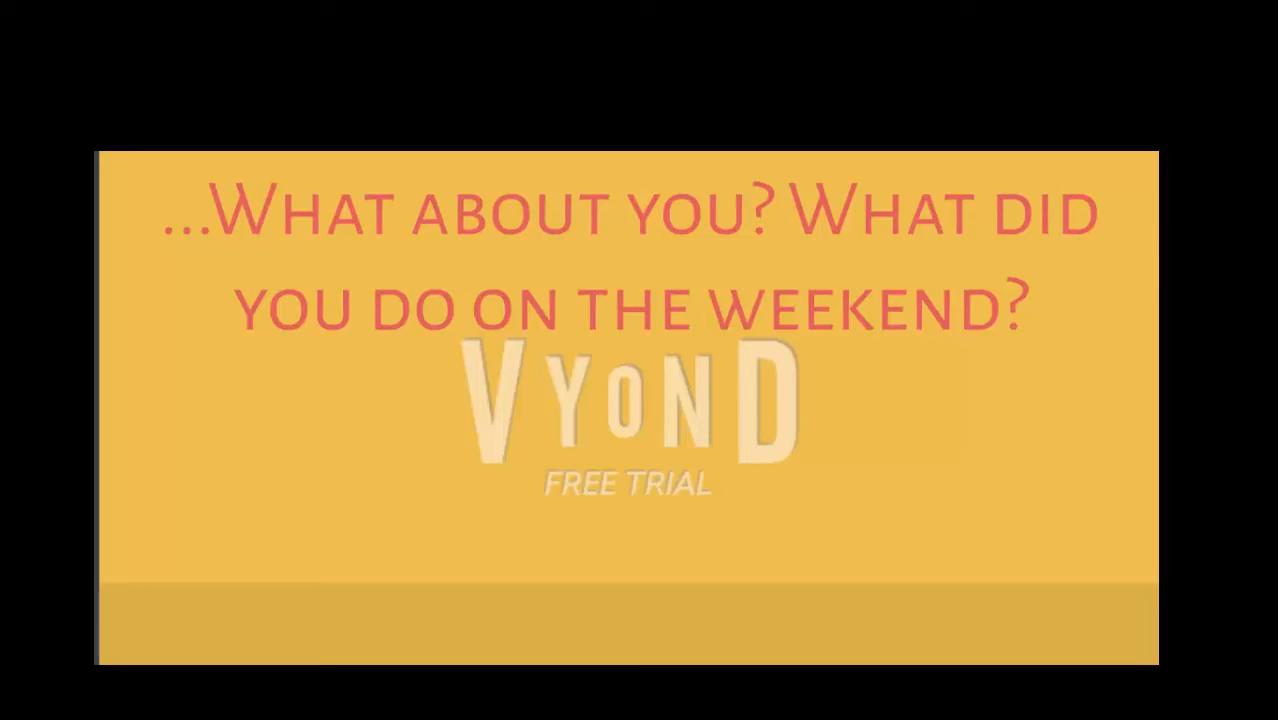 ...What about you? What did
you do on the weekend?
VYOND
FREE TRIAL